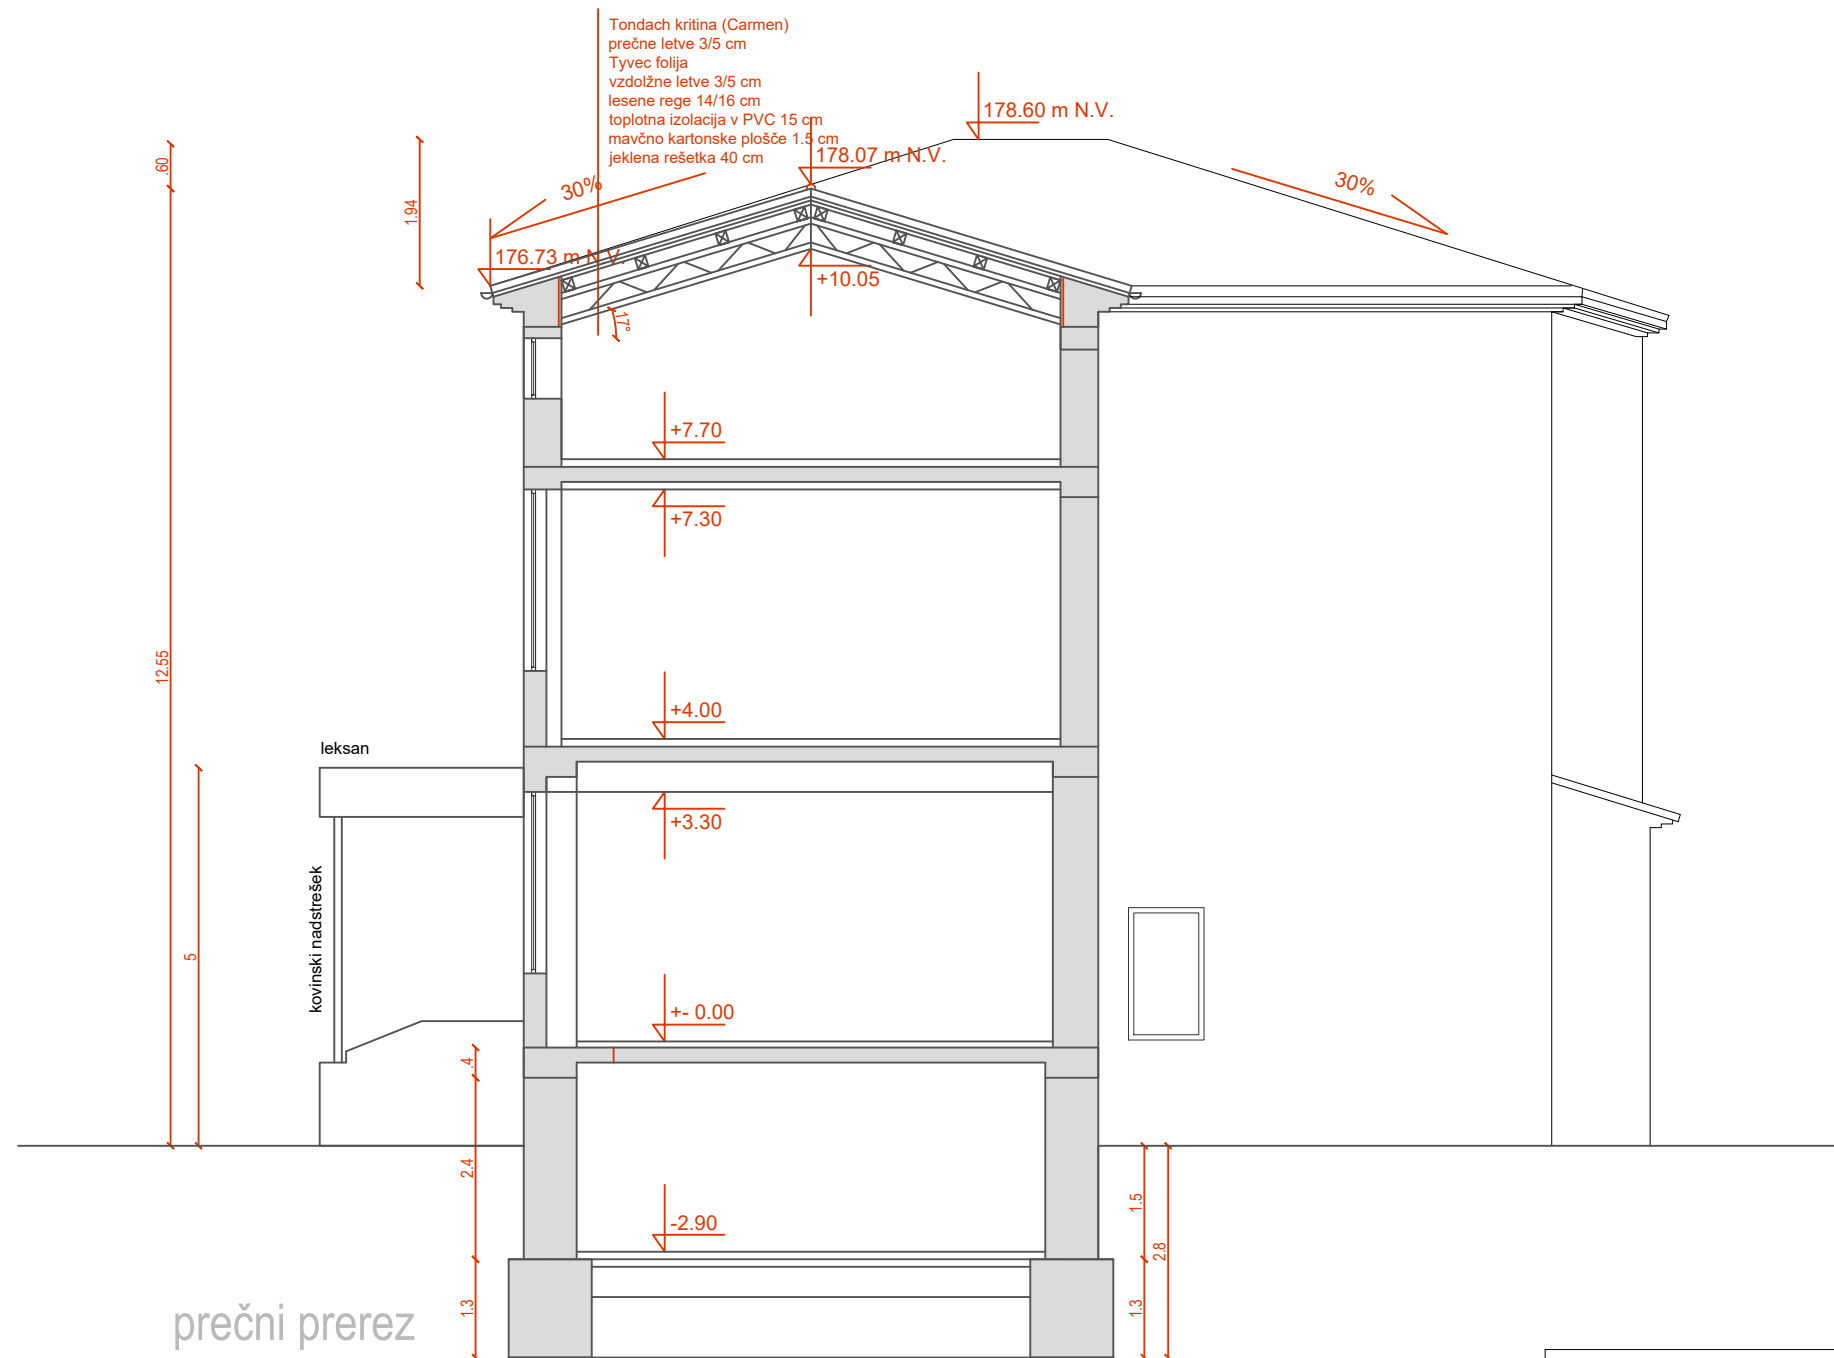 Tondach kritina (Carmen)
prečne letve 3/5 cm
Tyvec folija
vzdolžne letve 3/5 cm
lesene rege 14/16 cm
toplotna izolacija v PVC 15 cm
mavčno kartonske plošče 1.5 cm
jeklena rešetka 40 cm
178.60 m N.V.
178.07 m N.V.
.60
1.94
30%
30%
176.73 m N.V.
+10.05
17°
+7.70
+7.30
12.55
+4.00
leksan
+3.30
kovinski nadstrešek
5
+- 0.00
.4
2.4
1.5
-2.90
2.8
1.3
1.3
prečni prerez